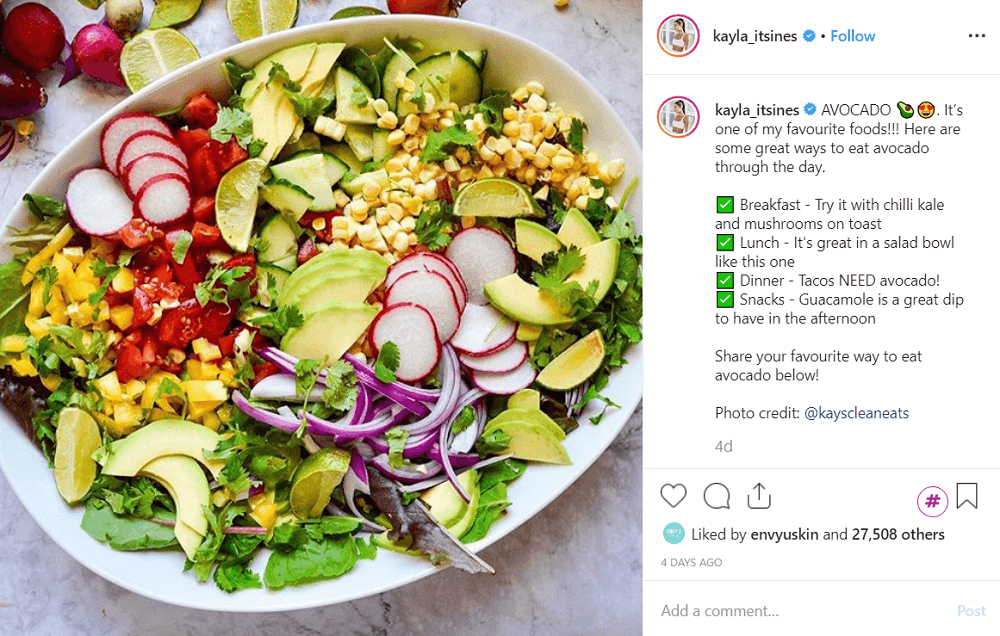 kayla_itsines • Follow
kayla_itsines AVOCADO 🥑😍. It's
one of my favourite foods!!! Here are
some great ways to eat avocado
through the day.
✅ Breakfast - Try it with chilli kale
and mushrooms on toast
✅ Lunch - It's great in a salad bowl
like this one
✅ Dinner - Tacos NEED avocado!
✅ Snacks - Guacamole is a great dip
to have in the afternoon
Share your favourite way to eat
avocado below!
Photo credit: @kayscleaneats
4d
#
Liked by envyuskin and 27,508 others
4 DAYS AGO
Add a comment... Post